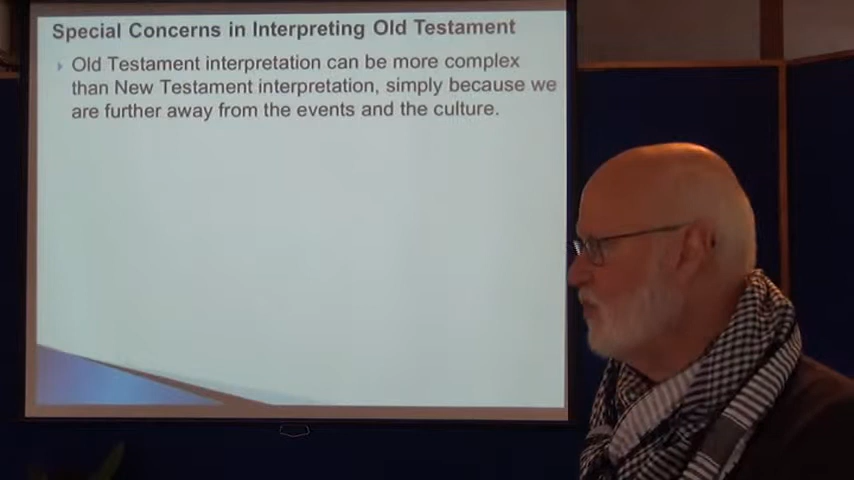 Special Concerns in Interpreting Old Testament
Old Testament interpretation can be more complex
than New Testament interpretation, simply because we
are further away from the events and the culture.